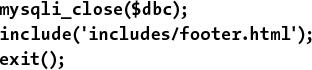 mysqli_close($dbc);
include('includes/footer.html');
exit();